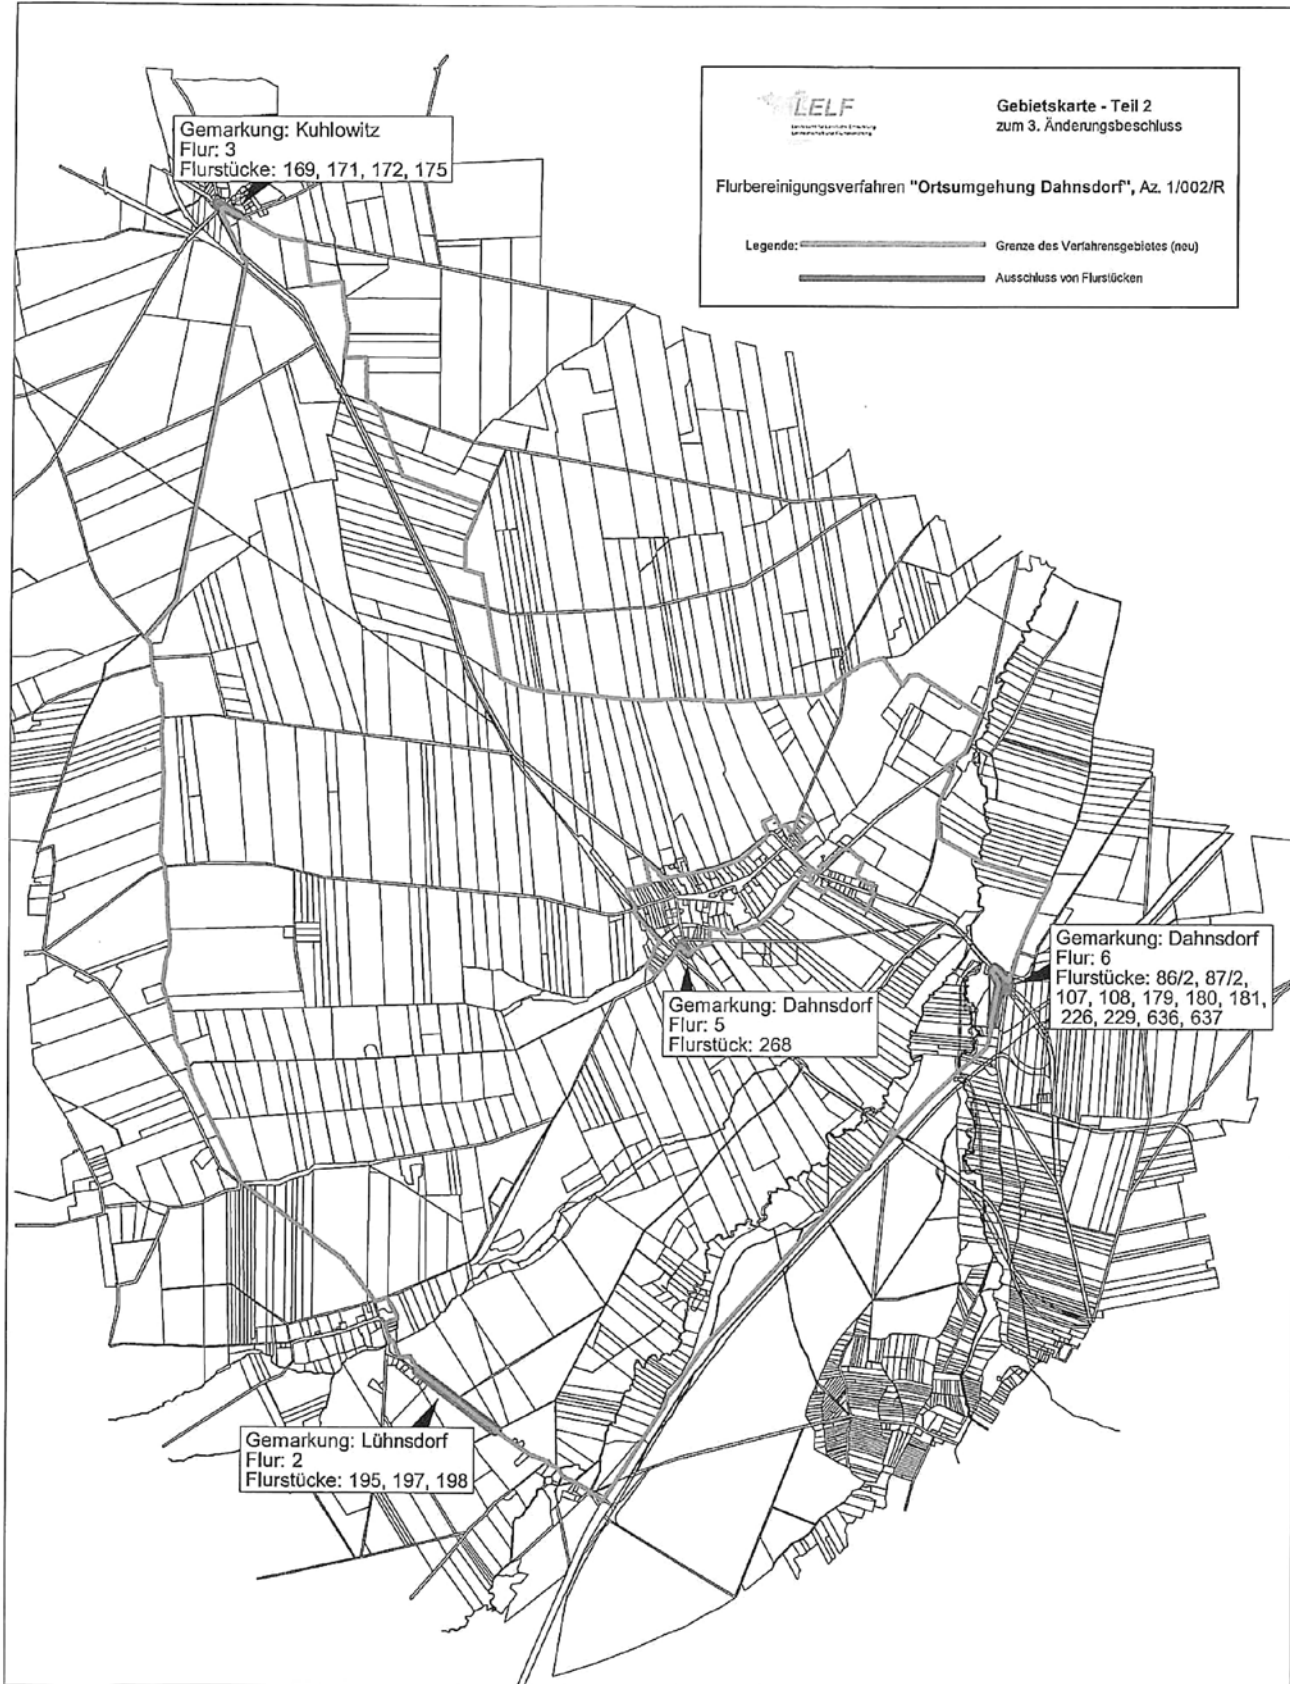 LELF
Gebietskarte - Teil 2
zum 3. Änderungsbeschluss
Flurbereinigungsverfahren "Ortsumgehung Dahnsdorf", Az. 1/002/R
Legende:
Grenze des Verfahrensgebietes (neu)
Ausschluss von Flurstücken
Gemarkung: Kuhlowitz
Flur: 3
Flurstücke: 169, 171, 172, 175
Gemarkung: Dahnsdorf
Flur: 6
Flurstücke: 86/2, 87/2,
107, 108, 179, 180, 181,
226, 229, 636, 637
Gemarkung: Dahnsdorf
Flur: 5
Flurstück: 268
Gemarkung: Lühnsdorf
Flur: 2
Flurstücke: 195, 197, 198